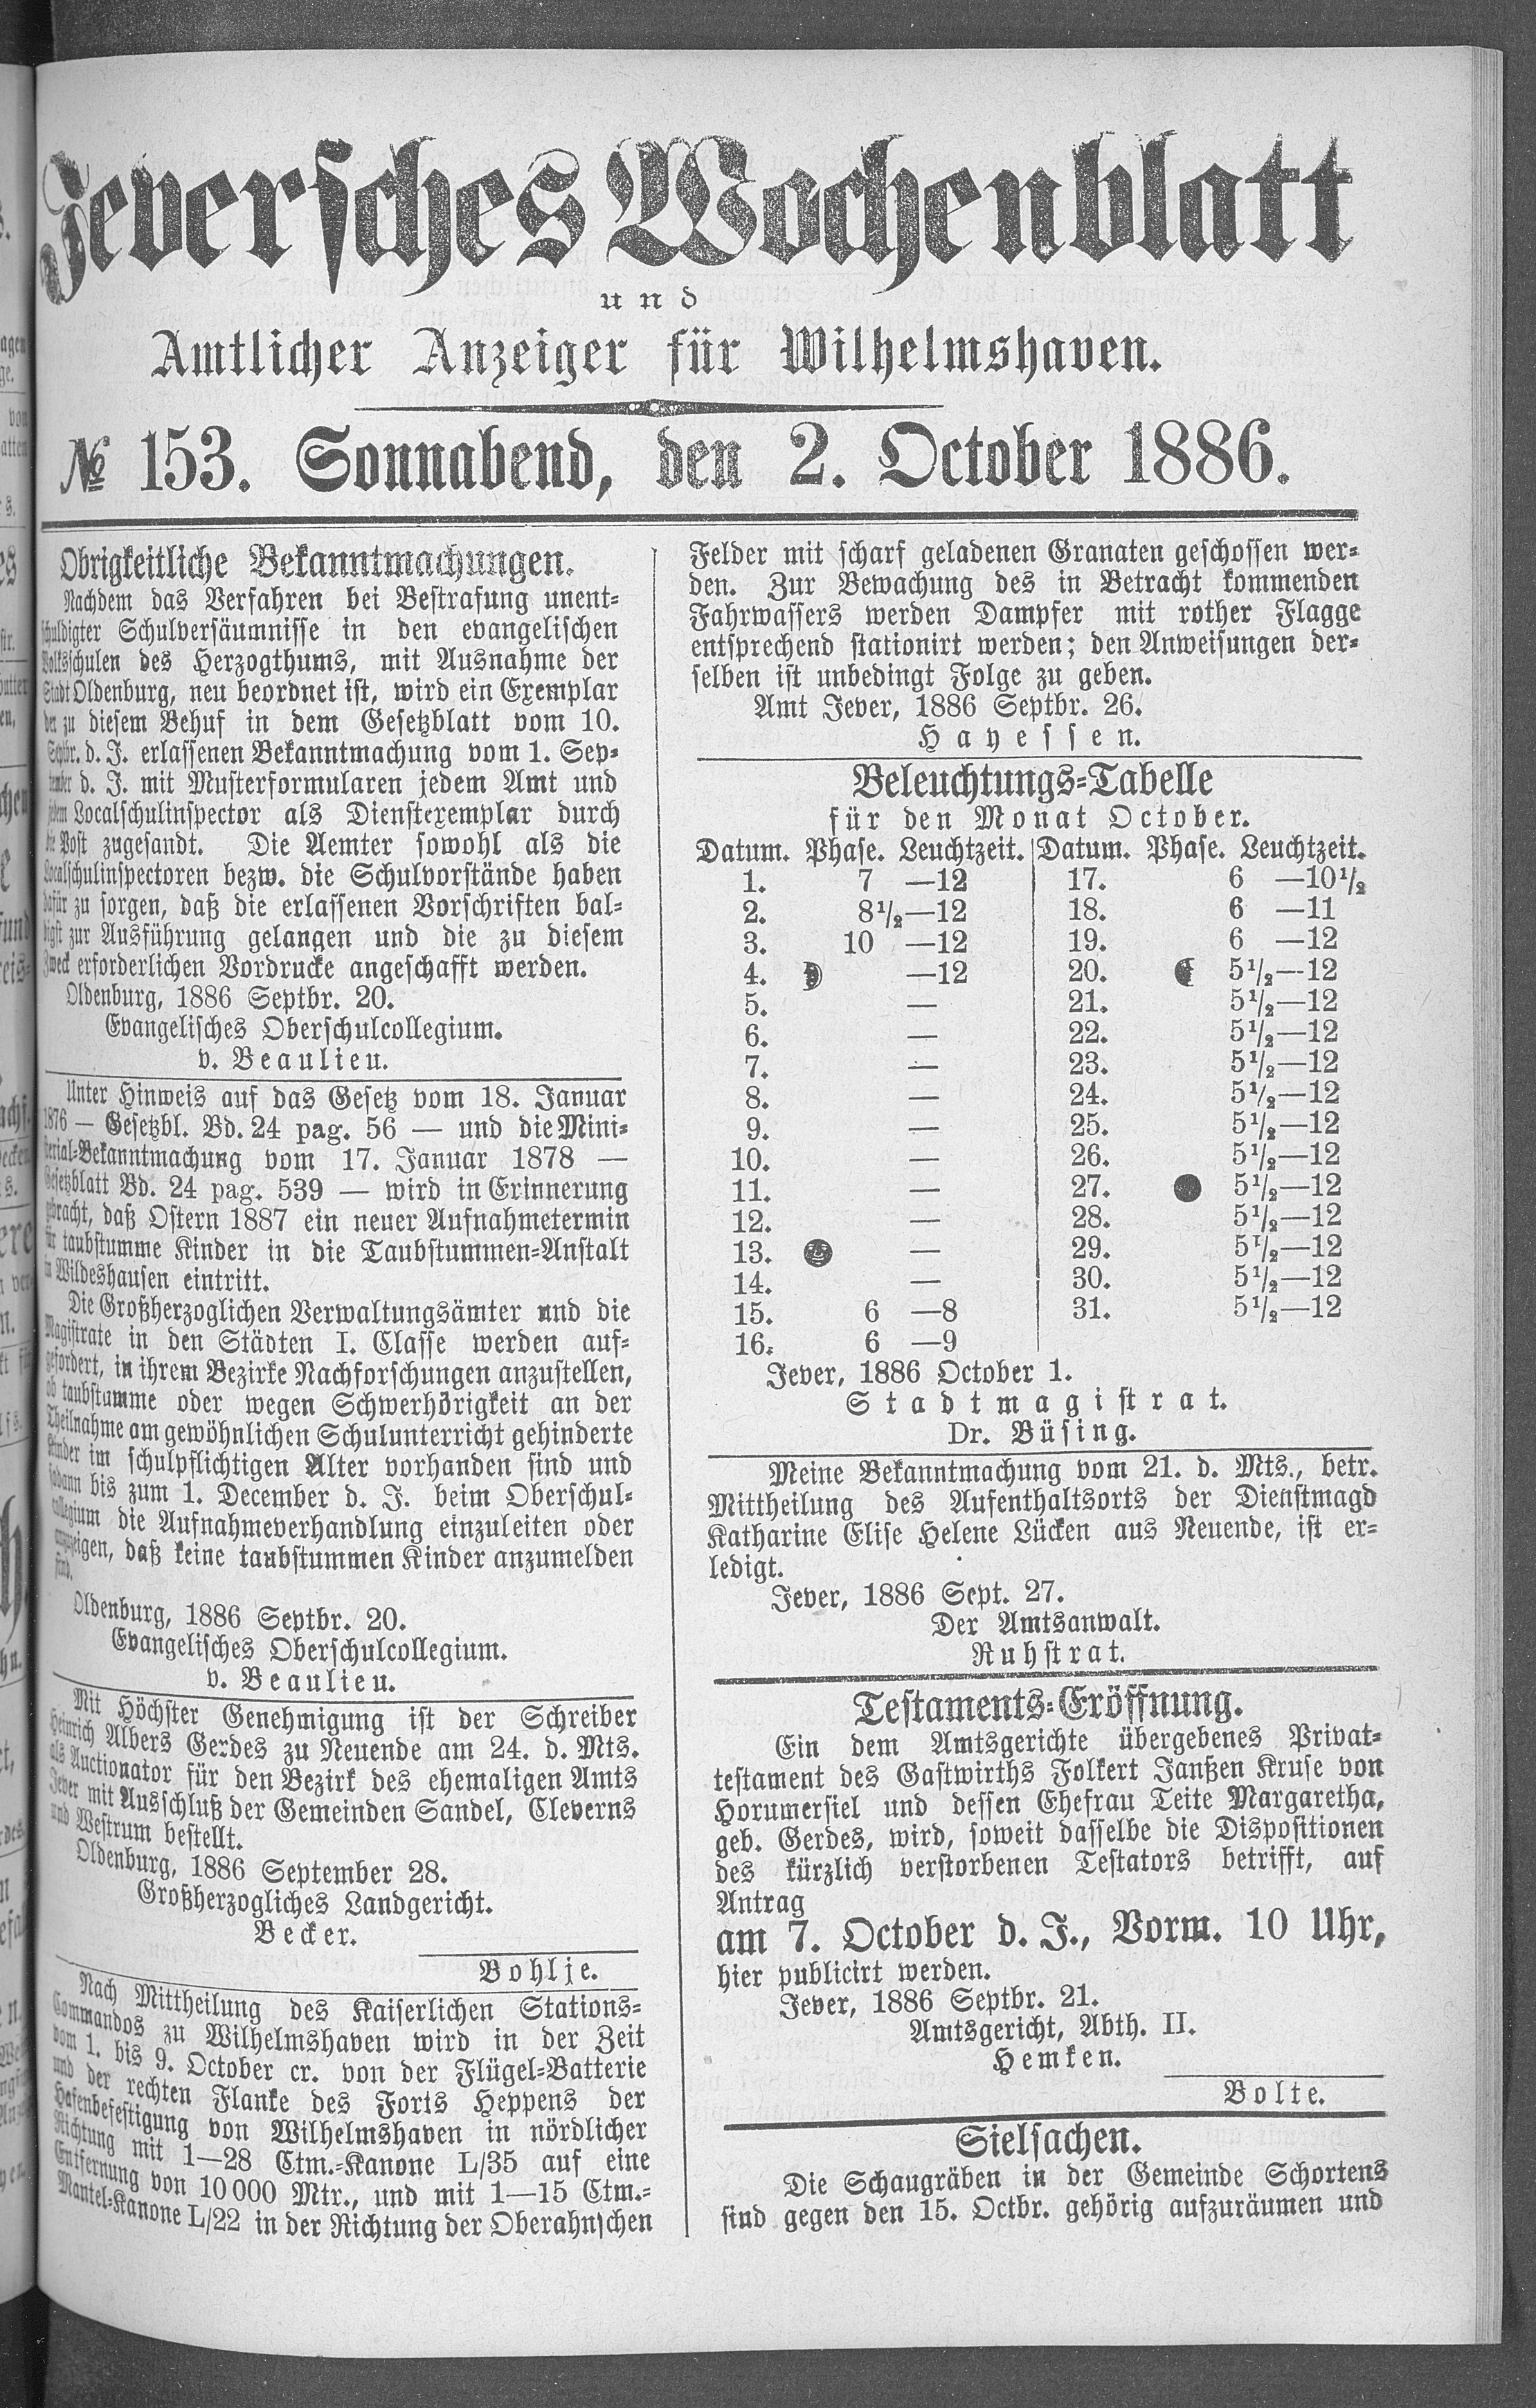 Jeversches Wochenblatt
und
Amtlicher Anzeiger für Wilhelmshaven.
№ 153. Sonnabend, den 2. October 1886.
Obrigkeitliche Bekanntmachungen.
Nachdem das Verfahren bei Bestrafung unent-
schuldigter Schulversäumnisse in den evangelischen
Volksschulen des Herzogthums, mit Ausnahme der
Stadt Oldenburg, neu beordnet ist, wird ein Exemplar
der zu diesem Behuf in dem Gesetzblatt vom 10.
Septbr. d. J. erlassenen Bekanntmachung vom 1. Sep-
tember d. J. mit Musterformularen jedem Amt und
jedem Localschulinspector als Dienstexemplar durch
die Post zugesandt. Die Aemter sowohl als die
Localschulinspectoren bezw. die Schulvorstände haben
dafür zu sorgen, daß die erlassenen Vorschriften bal-
digst zur Ausführung gelangen und die zu diesem
Zweck erforderlichen Vordrucke angeschafft werden.
Oldenburg, 1886 Septbr. 20.
Evangelisches Oberschulcollegium.
v. Beaulieu.
Unter Hinweis auf das Gesetz vom 18. Januar
1876 — Gesetzbl. Bd. 24 pag. 56 — und die Mini-
sterial-Bekanntmachung vom 17. Januar 1878 —
Gesetzblatt Bd. 24 pag. 539 — wird in Erinnerung
gebracht, daß Ostern 1887 ein neuer Aufnahmetermin
für taubstumme Kinder in die Taubstummen-Anstalt
in Wildeshausen eintritt.
Die Großherzoglichen Verwaltungsämter und die
Magistrate in den Städten I. Classe werden auf-
gefordert, in ihrem Bezirke Nachforschungen anzustellen,
ob taubstumme oder wegen Schwerhörigkeit an der
Theilnahme am gewöhnlichen Schulunterricht gehinderte
Kinder im schulpflichtigen Alter vorhanden sind und
sodann bis zum 1. December d. J. beim Oberschul-
collegium die Aufnahmeverhandlung einzuleiten oder
anzuzeigen, daß keine taubstummen Kinder anzumelden
sind.
Oldenburg, 1886 Septbr. 20.
Evangelisches Oberschulcollegium.
v. Beaulieu.
Mit Höchster Genehmigung ist der Schreiber
Heinrich Albers Gerdes zu Neuende am 24. d. Mts.
als Auctionator für den Bezirk des ehemaligen Amts
Jever mit Ausschluß der Gemeinden Sandel, Cleverns
und Westrum bestellt.
Oldenburg, 1886 September 28.
Großherzogliches Landgericht.
Becker.
Bohlje.
Nach Mittheilung des Kaiserlichen Stations-
Commandos zu Wilhelmshaven wird in der Zeit
vom 1. bis 9. October cr. von der Flügel-Batterie
und der rechten Flanke des Forts Heppens der
Hafenbefestigung von Wilhelmshaven in nördlicher
Richtung mit 1—28 Ctm.-Kanone L/35 auf eine
Entfernung von 10 000 Mtr., und mit 1—15 Ctm.-
Mantel-Kanone L/22 in der Richtung der Oberahnschen
Felder mit scharf geladenen Granaten geschossen wer-
den. Zur Bewachung des in Betracht kommenden
Fahrwassers werden Dampfer mit rother Flagge
entsprechend stationirt werden; den Anweisungen der-
selben ist unbedingt Folge zu geben.
Amt Jever, 1886 Septbr. 26.
Hayessen.
Beleuchtungs-Tabelle
für den Monat October.
Datum. Phase. Leuchtzeit. Datum. Phase. Leuchtzeit.
1. 7 —12 17. 6 —10½
2. 8½—12 18. 6 —11
3. 10 —12 19. 6 —12
4. ☽ —12 20. ☾ 5½—12
5. — 21. 5½—12
6. — 22. 5½—12
7. — 23. 5½—12
8. — 24. 5½—12
9. — 25. 5½—12
10. — 26. 5½—12
11. — 27. ● 5½—12
12. — 28. 5½—12
13. — 29. 5½—12
14. — 30. 5½—12
15. 6 —8 31. 5½—12
16. 6 —9
Jever, 1886 October 1.
Stadtmagistrat.
Dr. Büsing.
Meine Bekanntmachung vom 21. d. Mts., betr.
Mittheilung des Aufenthaltsorts der Dienstmagd
Katharine Elise Helene Lücken aus Neuende, ist er-
ledigt.
Jever, 1886 Sept. 27.
Der Amtsanwalt.
Ruhstrat.
Testaments-Eröffnung.
Ein dem Amtsgerichte übergebenes Privat-
testament des Gastwirths Folkert Janßen Kruse von
Horumersiel und dessen Ehefrau Teite Margaretha,
geb. Gerdes, wird, soweit dasselbe die Dispositionen
des kürzlich verstorbenen Testators betrifft, auf
Antrag
am 7. October d. J., Vorm. 10 Uhr,
hier publicirt werden.
Jever, 1886 Septbr. 21.
Amtsgericht, Abth. II.
Hemken.
Bolte.
Sielsachen.
Die Schaugräben in der Gemeinde Schortens
sind gegen den 15. Octbr. gehörig aufzuräumen und